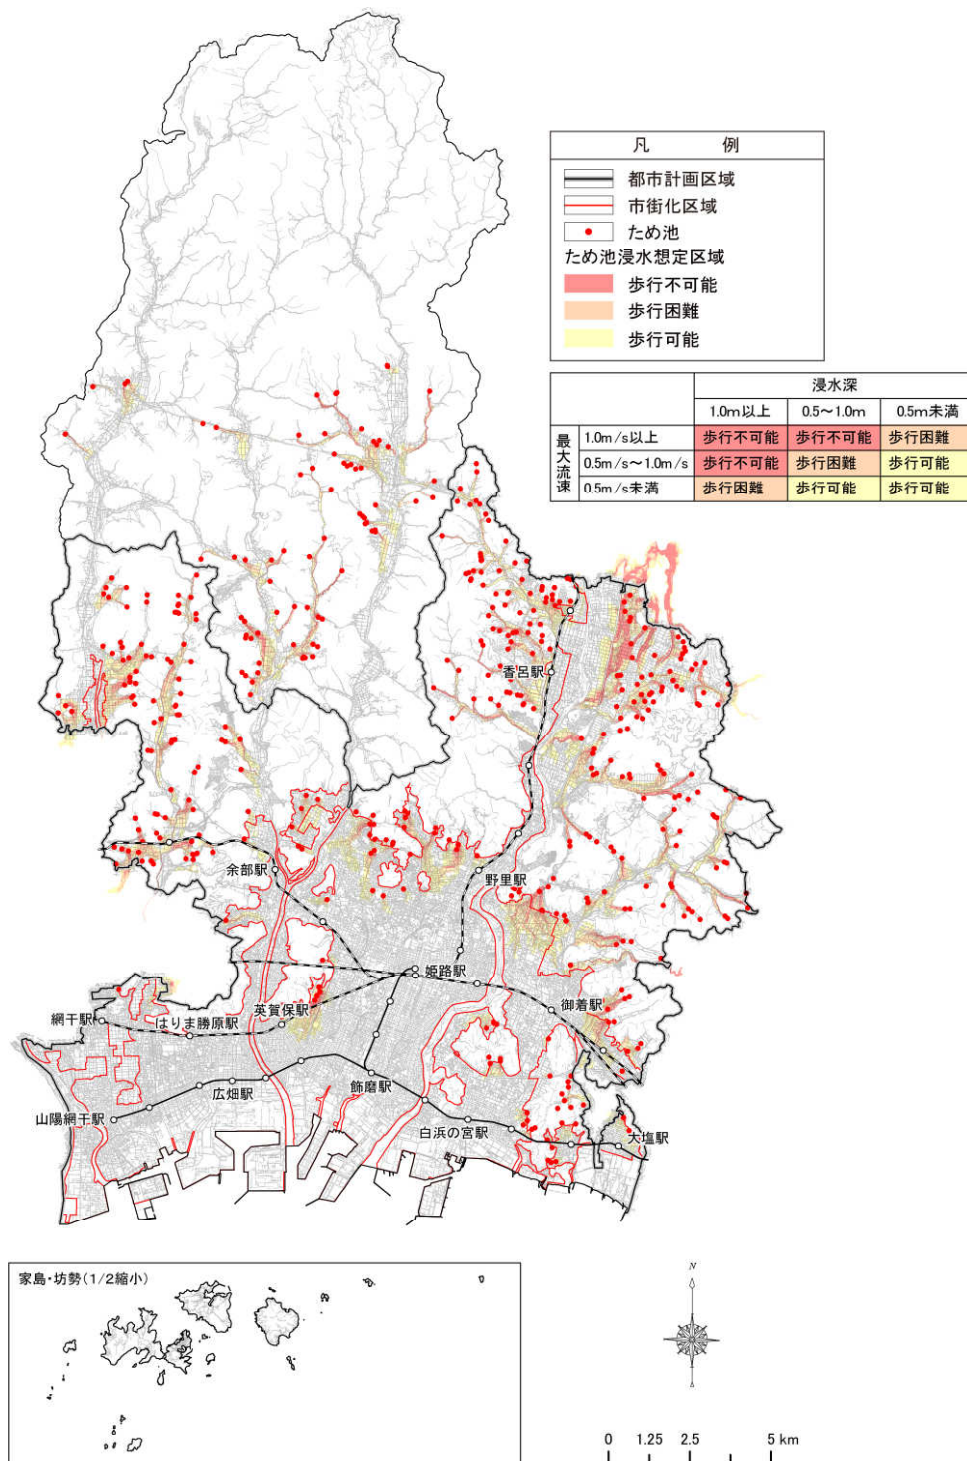 凡　例
都市計画区域
市街化区域
ため池
ため池浸水想定区域
歩行不可能
歩行困難
歩行可能
浸水深
1.0m以上 0.5～1.0m 0.5m未満
最大流速
1.0m/s以上 歩行不可能 歩行不可能 歩行困難
0.5m/s～1.0m/s 歩行不可能 歩行困難 歩行可能
0.5m/s未満 歩行困難 歩行可能 歩行可能
香呂駅
余部駅
野里駅
姫路駅
英賀保駅
御着駅
網干駅
はりま勝原駅
広畑駅
飾磨駅
山陽網干駅
白浜の宮駅
大塩駅
家島・坊勢(1/2縮小)
N
0 1.25 2.5 5 km